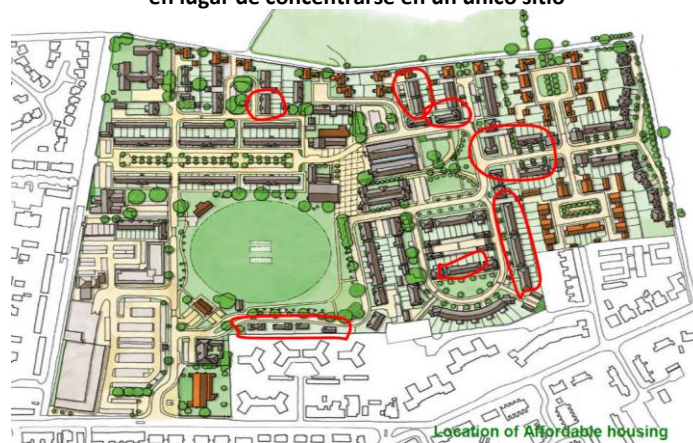 en lugar de concentrarse en un único sitio
Location of Affordable housing